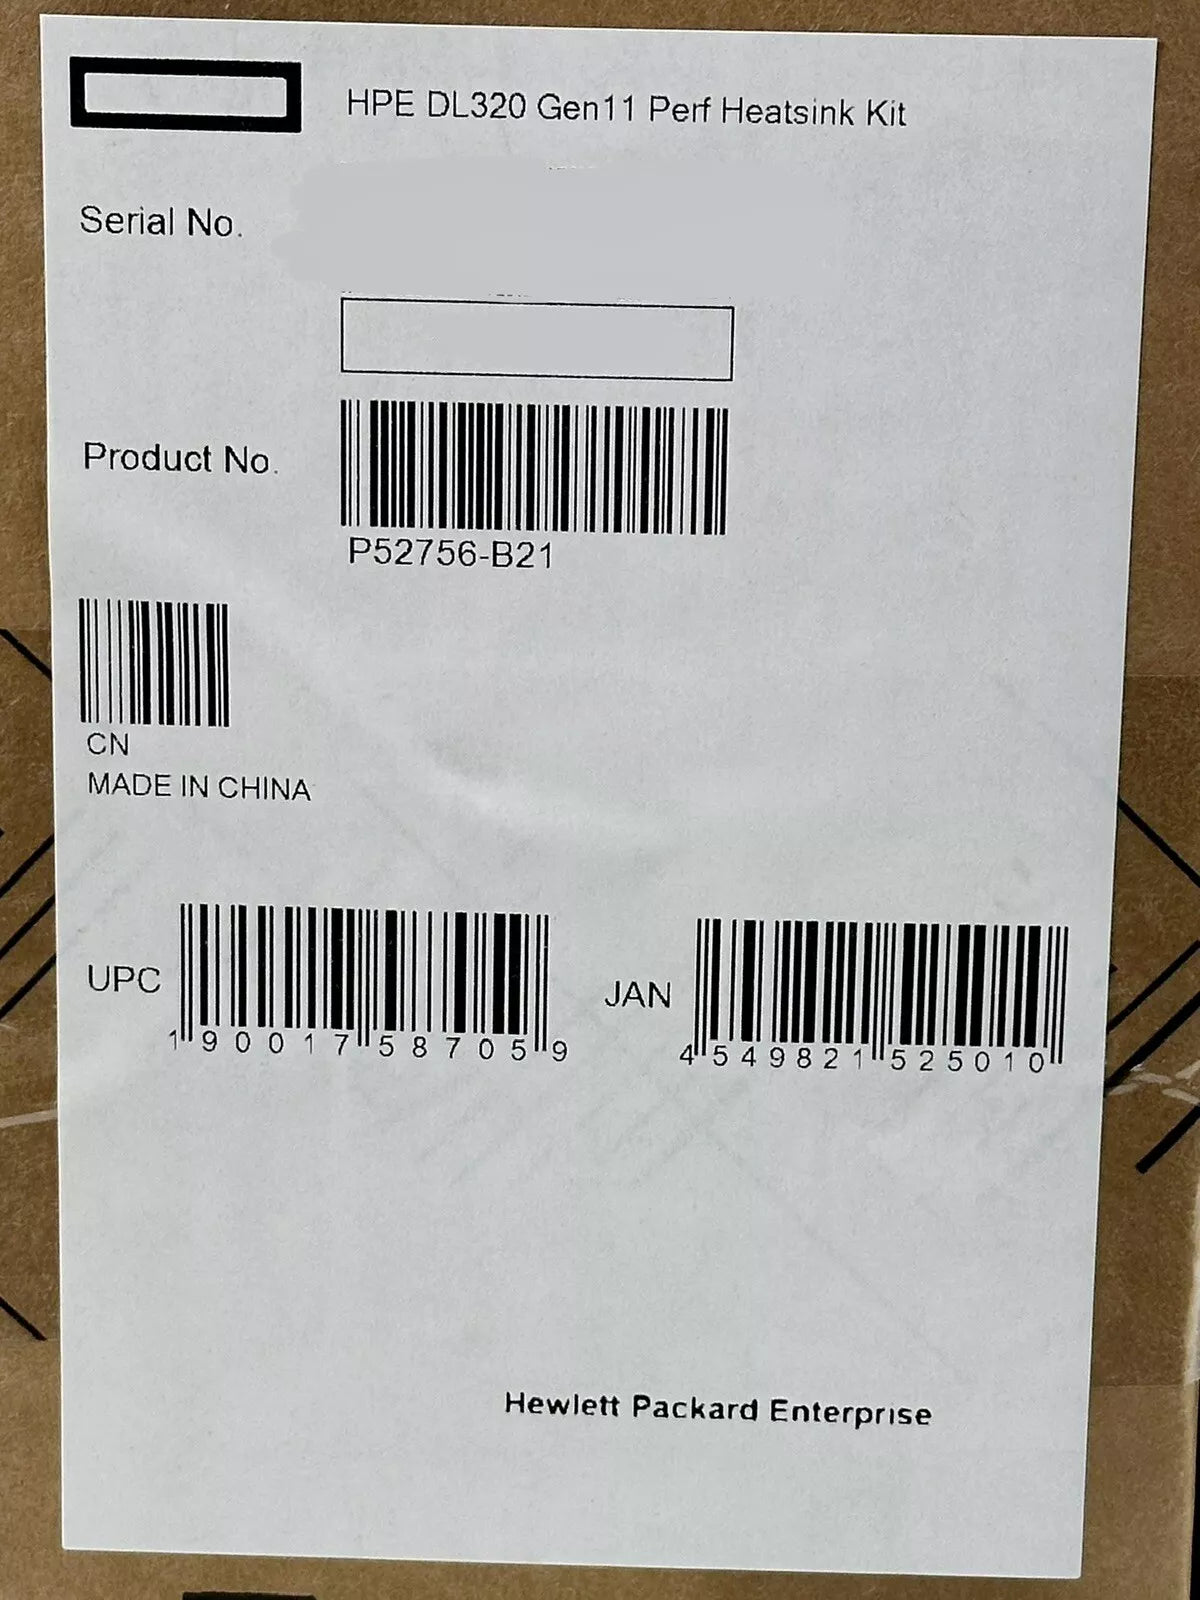 HPE DL320 Gen11 Perf Heatsink Kit
Serial No.
Product No.
P52756-B21
CN
MADE IN CHINA
UPC
1 90017 58705 9
JAN
4 549821 525010
Hewlett Packard Enterprise